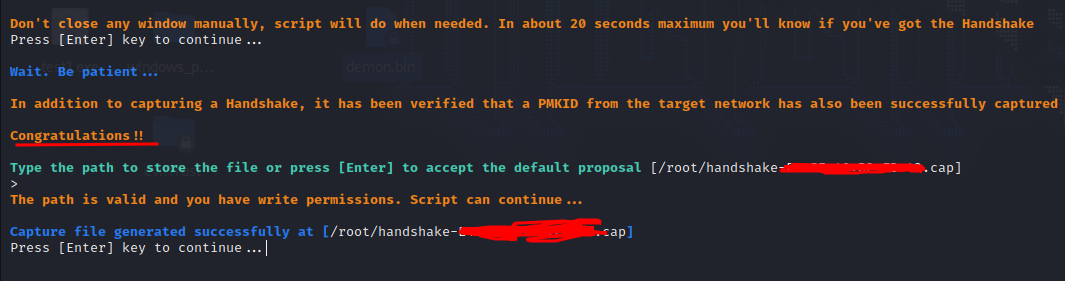 Don't close any window manually, script will do when needed. In about 20 seconds maximum you'll know if you've got the Handshake
Press [Enter] key to continue...
Wait. Be patient...
In addition to capturing a Handshake, it has been verified that a PMKID from the target network has also been successfully captured
Congratulations!!
Type the path to store the file or press [Enter] to accept the default proposal [/root/handshake-.cap]
>
The path is valid and you have write permissions. Script can continue...
Capture file generated successfully at [/root/handshake-.cap]
Press [Enter] key to continue...
demon.bin